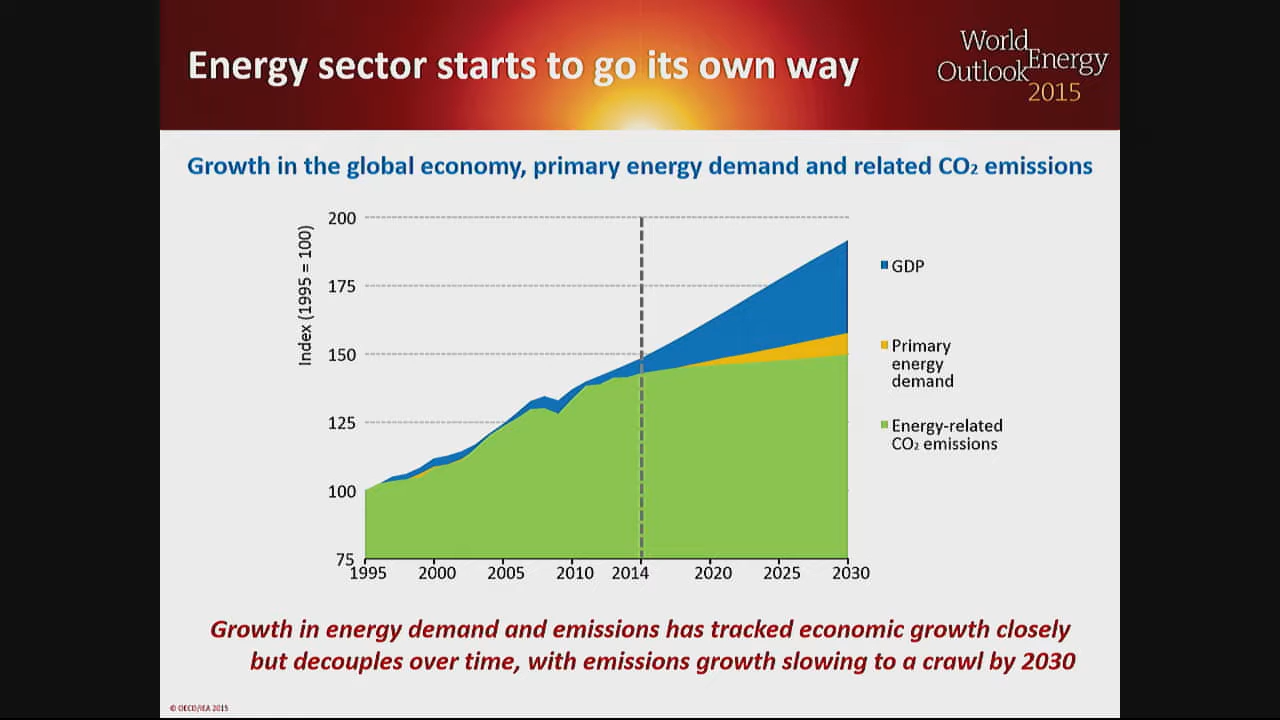 Energy sector starts to go its own way
World
Energy
Outlook
2015
Growth in the global economy, primary energy demand and related CO₂ emissions
Index (1995 = 100)
200
175
150
125
100
75
1995
2000
2005
2010
2014
2020
2025
2030
GDP
Primary
energy
demand
Energy-related
CO₂ emissions
Growth in energy demand and emissions has tracked economic growth closely
but decouples over time, with emissions growth slowing to a crawl by 2030
© OECD/IEA 2015